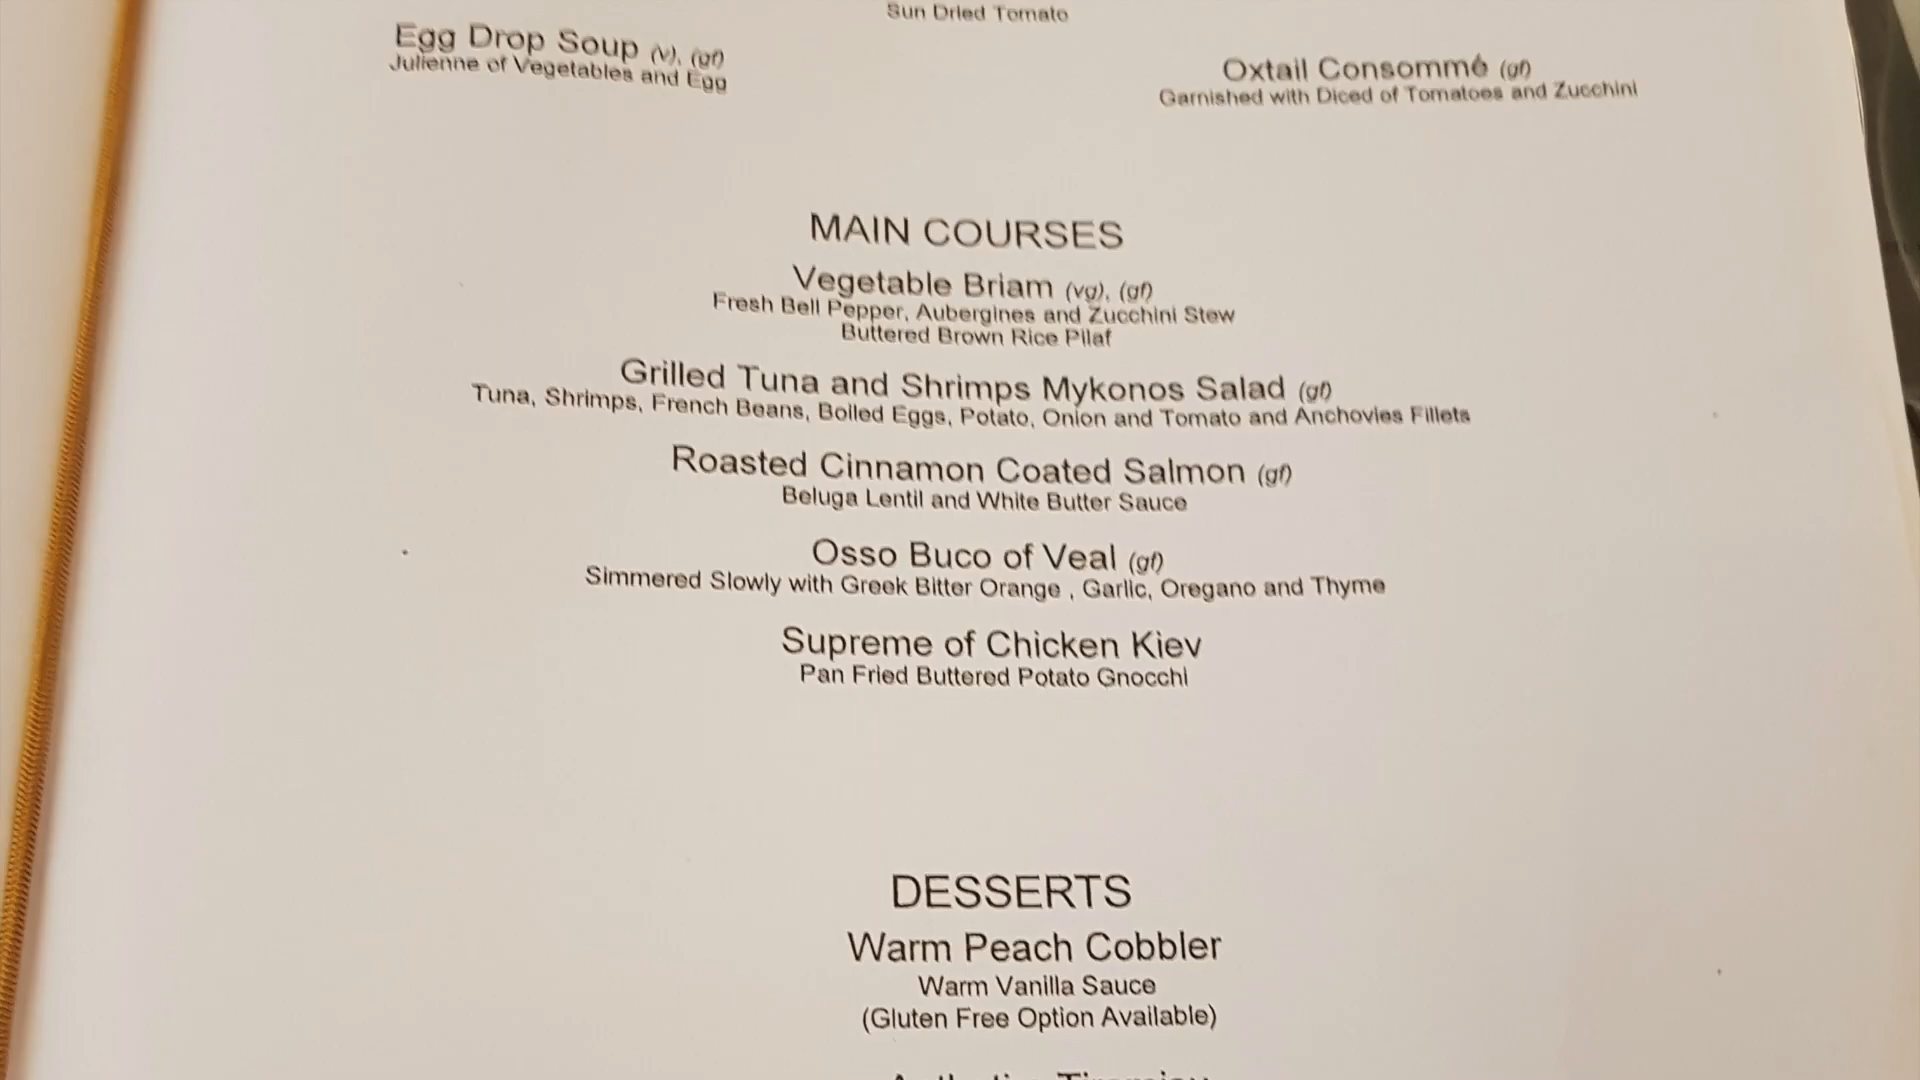 Sun Dried Tomato
Egg Drop Soup (v), (gf)
Julienne of Vegetables and Egg
Oxtail Consommé (gf)
Garnished with Diced of Tomatoes and Zucchini
MAIN COURSES
Vegetable Briam (vg), (gf)
Fresh Bell Pepper, Aubergines and Zucchini Stew
Buttered Brown Rice Pilaf
Grilled Tuna and Shrimps Mykonos Salad (gf)
Tuna, Shrimps, French Beans, Boiled Eggs, Potato, Onion and Tomato and Anchovies Fillets
Roasted Cinnamon Coated Salmon (gf)
Beluga Lentil and White Butter Sauce
Osso Buco of Veal (gf)
Simmered Slowly with Greek Bitter Orange , Garlic, Oregano and Thyme
Supreme of Chicken Kiev
Pan Fried Buttered Potato Gnocchi
DESSERTS
Warm Peach Cobbler
Warm Vanilla Sauce
(Gluten Free Option Available)